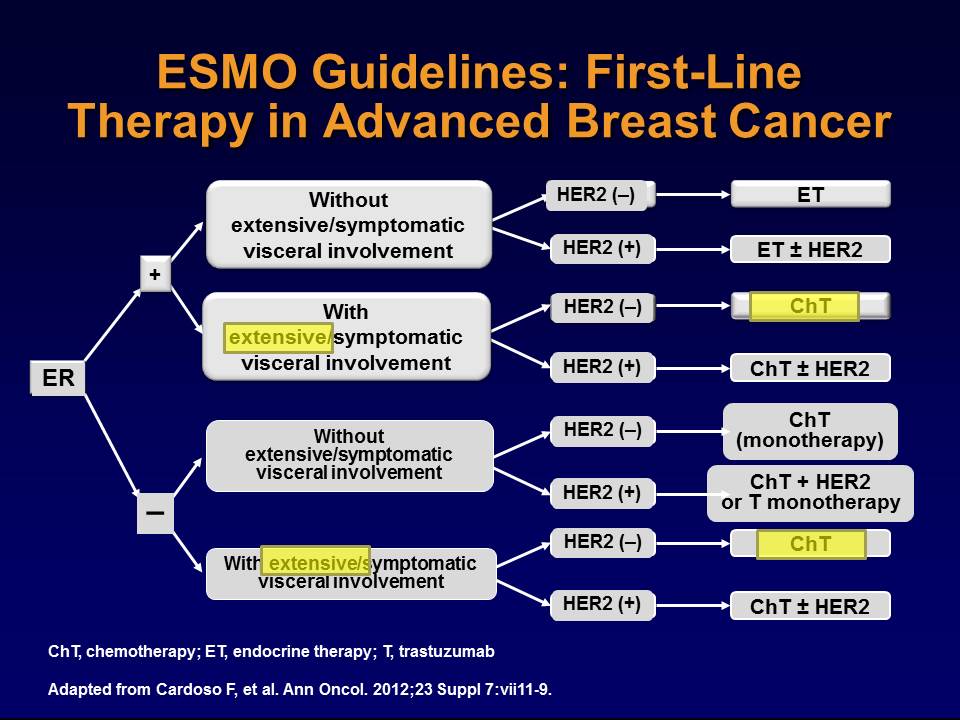 ESMO Guidelines: First-Line
Therapy in Advanced Breast Cancer
ER
+
Without
extensive/symptomatic
visceral involvement
HER2 (–)
ET
HER2 (+)
ET ± HER2
With
extensive/symptomatic
visceral involvement
HER2 (–)
ChT
HER2 (+)
ChT ± HER2
–
Without
extensive/symptomatic
visceral involvement
HER2 (–)
ChT
(monotherapy)
HER2 (+)
ChT + HER2
or T monotherapy
With extensive/symptomatic
visceral involvement
HER2 (–)
ChT
HER2 (+)
ChT ± HER2
ChT, chemotherapy; ET, endocrine therapy; T, trastuzumab
Adapted from Cardoso F, et al. Ann Oncol. 2012;23 Suppl 7:vii11-9.